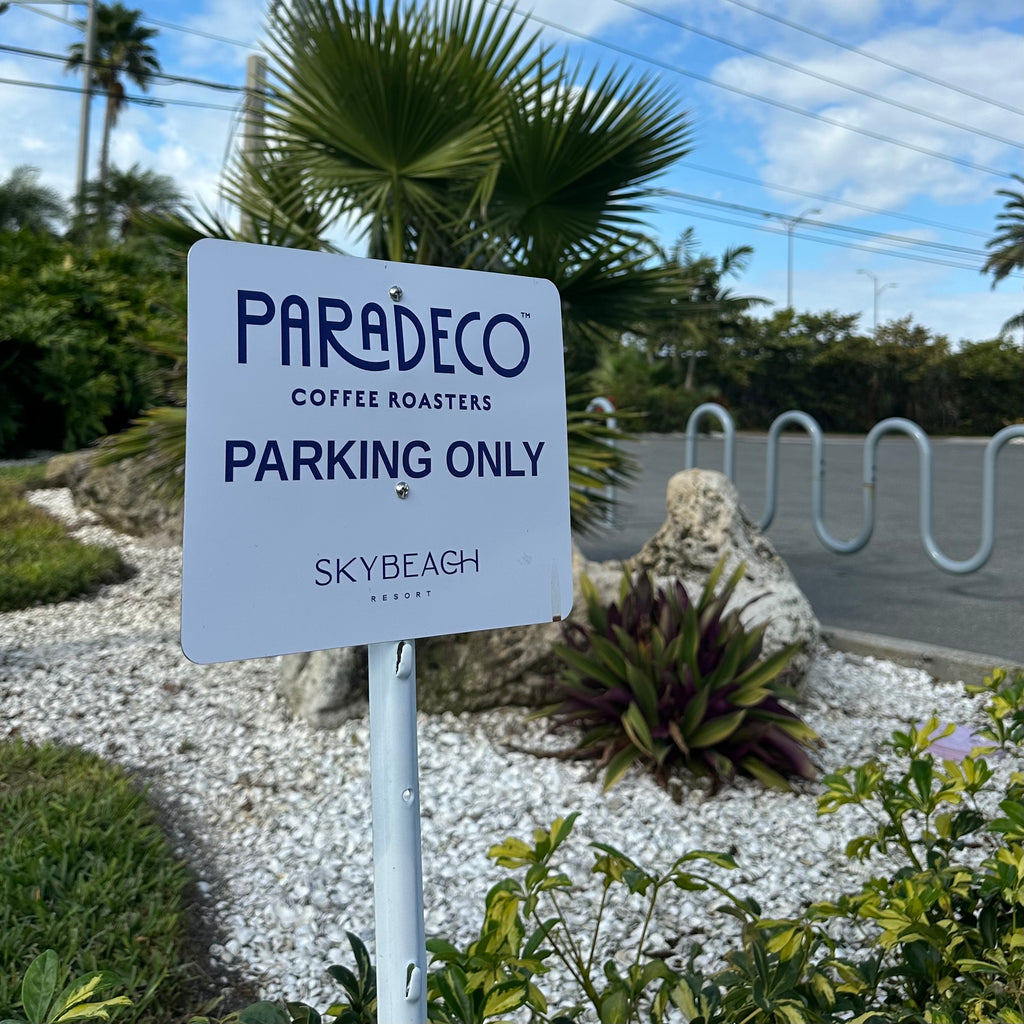 PARADECO™
COFFEE ROASTERS
PARKING ONLY
SKYBEACH
RESORT